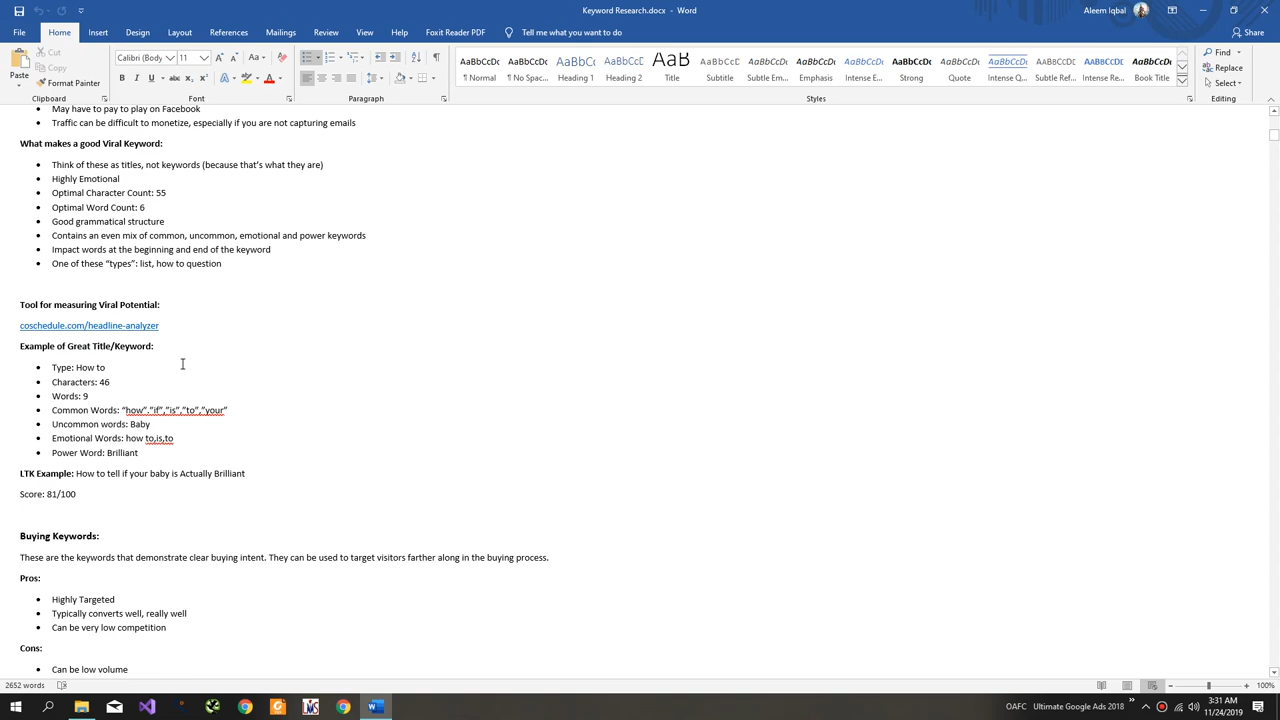 Keyword Research.docx - Word
Aleem Iqbal
File Home Insert Design Layout References Mailings Review View Help Foxit Reader PDF Tell me what you want to do Share
Paste
Cut
Copy
Format Painter
Clipboard
Calibri (Body 11
Font
Paragraph
AaBbCcDc AaBbCcDc AaBbCc AaBbCcC AaB AaBbCcD AaBbCcDt AaBbCcDt AaBbCcDt AaBbCcDc AaBbCcDt AaBbCcDt AABBCCDE AABBCCDE AaBbCcDt
¶ Normal ¶ No Spac... Heading 1 Heading 2 Title Subtitle Subtle Em... Emphasis Intense E... Strong Quote Intense Q... Subtle Ref... Intense Re... Book Title
Styles
Find
Replace
Select
Editing
• May have to pay to play on Facebook
• Traffic can be difficult to monetize, especially if you are not capturing emails
What makes a good Viral Keyword:
• Think of these as titles, not keywords (because that's what they are)
• Highly Emotional
• Optimal Character Count: 55
• Optimal Word Count: 6
• Good grammatical structure
• Contains an even mix of common, uncommon, emotional and power keywords
• Impact words at the beginning and end of the keyword
• One of these “types”: list, how to question
Tool for measuring Viral Potential:
coschedule.com/headline-analyzer
Example of Great Title/Keyword:
• Type: How to
• Characters: 46
• Words: 9
• Common Words: “how”.”if”,”is”,”to”,”your”
• Uncommon words: Baby
• Emotional Words: how to,is,to
• Power Word: Brilliant
LTK Example: How to tell if your baby is Actually Brilliant
Score: 81/100
Buying Keywords:
These are the keywords that demonstrate clear buying intent. They can be used to target visitors farther along in the buying process.
Pros:
• Highly Targeted
• Typically converts well, really well
• Can be very low competition
Cons:
• Can be low volume
2652 words
100%
OAFC Ultimate Google Ads 2018
3:31 AM
11/24/2019